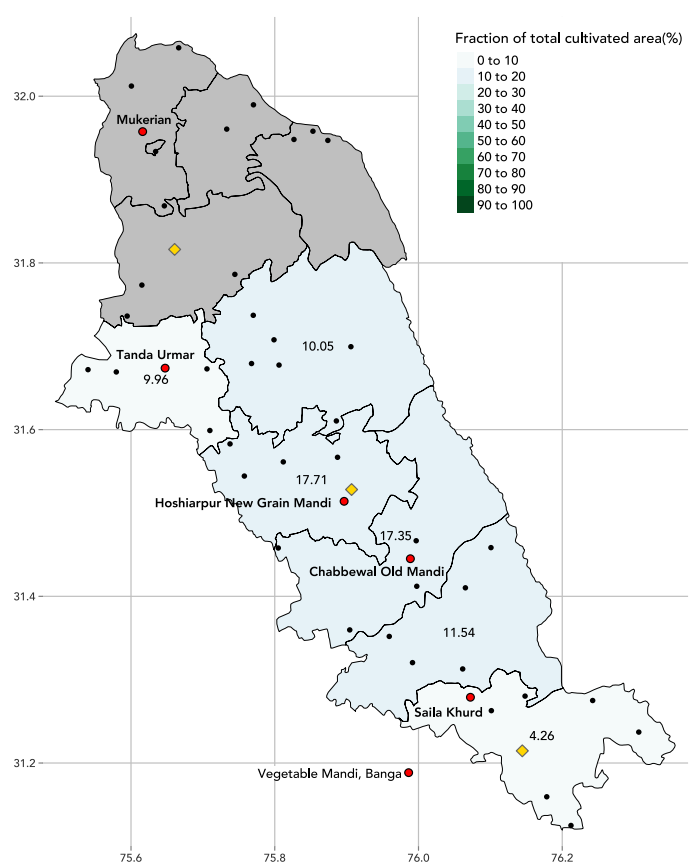 Fraction of total cultivated area(%)
0 to 10
10 to 20
20 to 30
30 to 40
40 to 50
50 to 60
60 to 70
70 to 80
80 to 90
90 to 100
32.0
Mukerian
31.8
10.05
Tanda Urmar
9.96
31.6
17.71
Hoshiarpur New Grain Mandi
17.35
Chabbewal Old Mandi
31.4
11.54
Saila Khurd
4.26
31.2
Vegetable Mandi, Banga
75.6 75.8 76.0 76.2